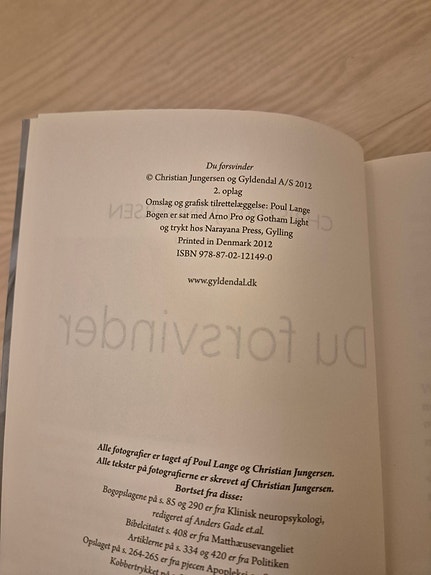 Du forsvinder
© Christian Jungersen og Gyldendal A/S 2012
2. oplag
Omslag og grafisk tilrettelæggelse: Poul Lange
Bogen er sat med Arno Pro og Gotham Light
og trykt hos Narayana Press, Gylling
Printed in Denmark 2012
ISBN 978-87-02-12149-0
www.gyldendal.dk
Du forsvinder
Alle fotografier er taget af Poul Lange og Christian Jungersen.
Alle tekster på fotografierne er skrevet af Christian Jungersen.
Bortset fra disse:
Bogopslagene på s. 85 og 290 er fra Klinisk neuropsykologi,
redigeret af Anders Gade et.al.
Bibelcitatet s. 408 er fra Matthæusevangeliet
Artiklerne på s. 334 og 420 er fra Politiken
Opslaget på s. 264-265 er fra pjecen Apopleksi
Kobbertrykket på